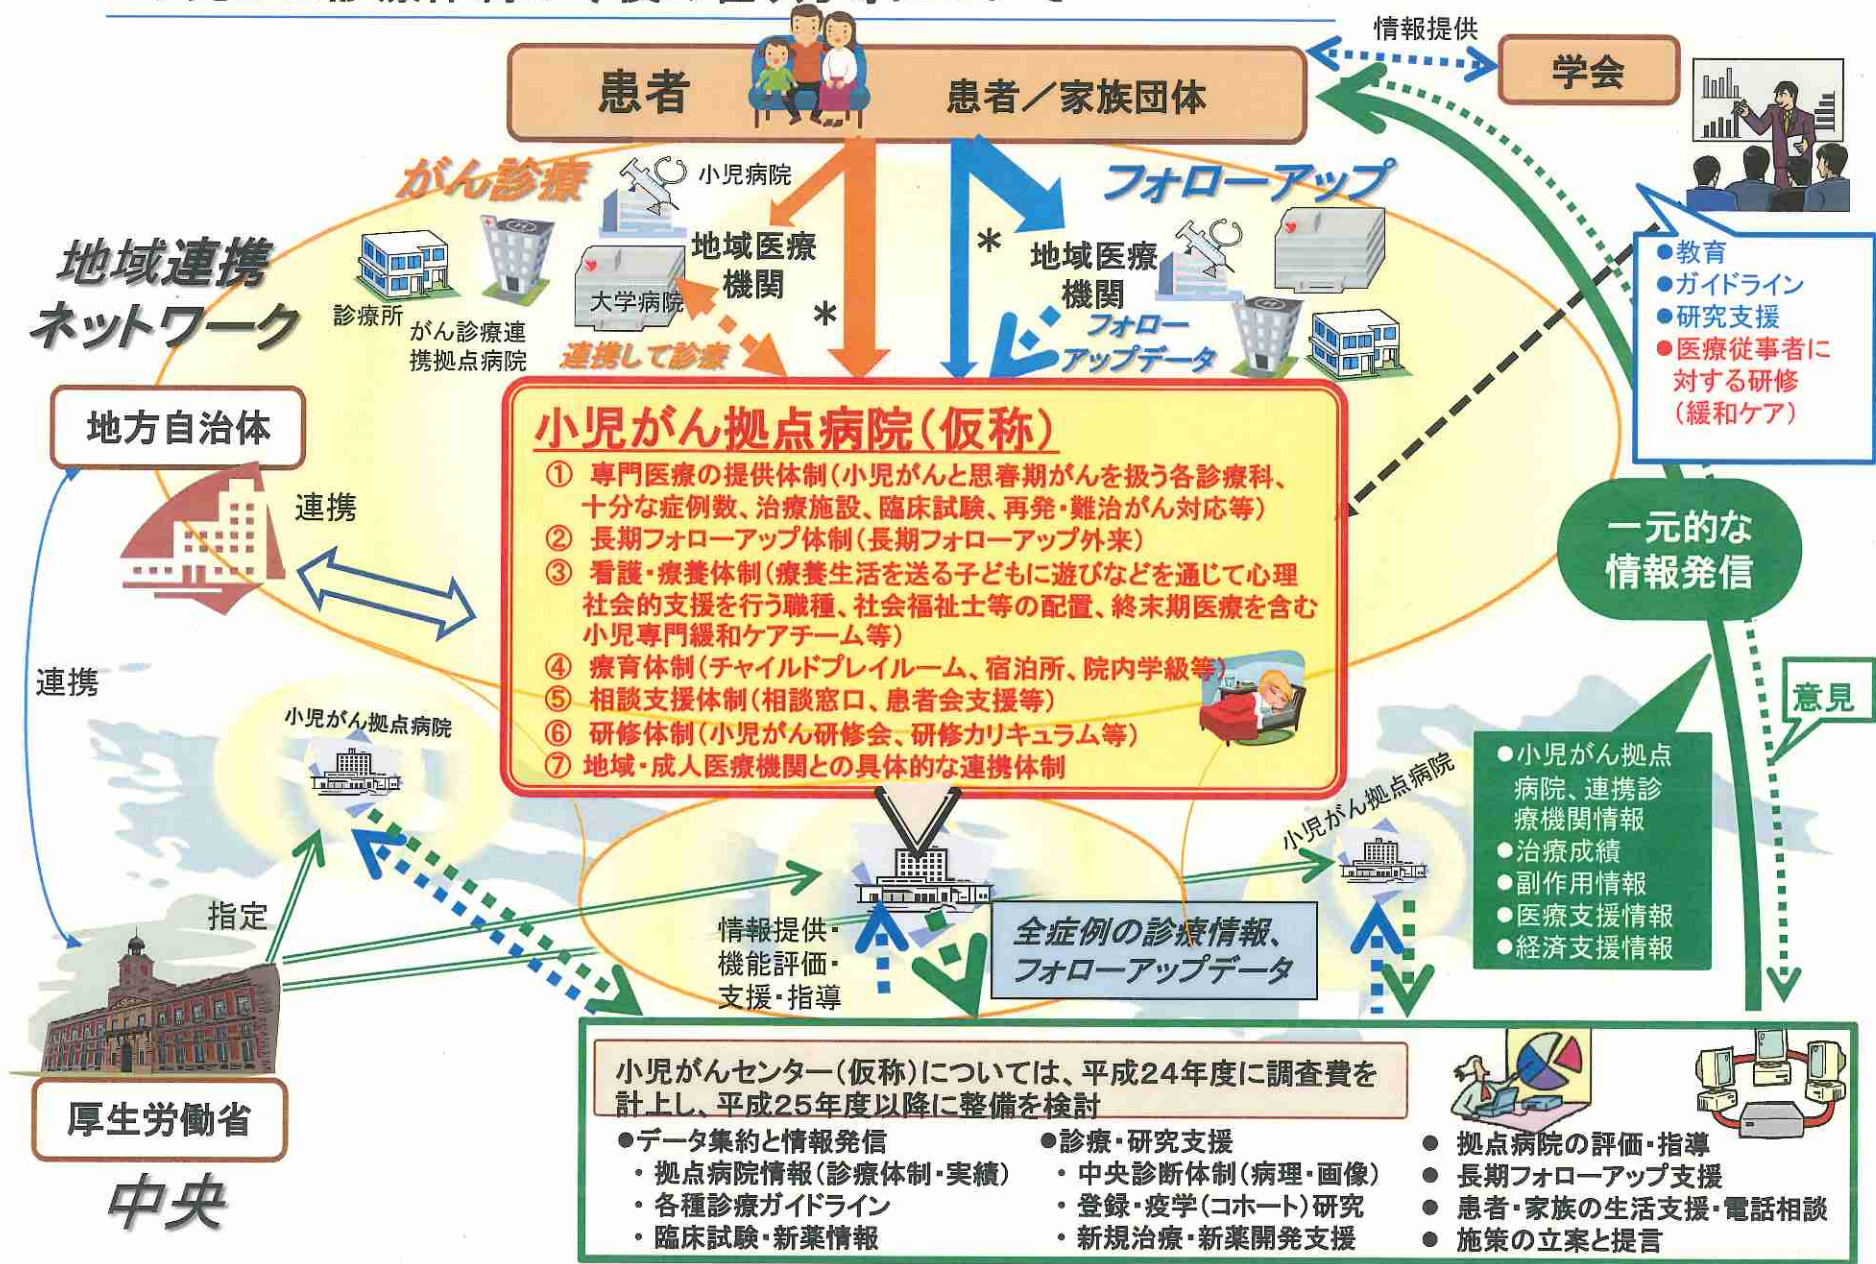 患者
患者／家族団体
情報提供
学会
がん診療
小児病院
フォローアップ
地域連携
ネットワーク
地域医療
機関
*
*
地域医療
機関
診療所
がん診療連
携拠点病院
大学病院
連携して診療
フォロー
アップデータ
●教育
●ガイドライン
●研究支援
●医療従事者に
対する研修
（緩和ケア）
地方自治体
連携
連携
小児がん拠点病院（仮称）
① 専門医療の提供体制（小児がんと思春期がんを扱う各診療科、
十分な症例数、治療施設、臨床試験、再発・難治がん対応等）
② 長期フォローアップ体制（長期フォローアップ外来）
③ 看護・療養体制（療養生活を送る子どもに遊びなどを通じて心理
社会的支援を行う職種、社会福祉士等の配置、終末期医療を含む
小児専門緩和ケアチーム等）
④ 療育体制（チャイルドプレイルーム、宿泊所、院内学級等）
⑤ 相談支援体制（相談窓口、患者会支援等）
⑥ 研修体制（小児がん研修会、研修カリキュラム等）
⑦ 地域・成人医療機関との具体的な連携体制
一元的な
情報発信
意見
小児がん拠点病院
小児がん拠点病院
●小児がん拠点
病院、連携診
療機関情報
●治療成績
●副作用情報
●医療支援情報
●経済支援情報
指定
情報提供・
機能評価・
支援・指導
全症例の診療情報、
フォローアップデータ
厚生労働省
中央
小児がんセンター（仮称）については、平成24年度に調査費を
計上し、平成25年度以降に整備を検討
●データ集約と情報発信
・ 拠点病院情報（診療体制・実績）
・ 各種診療ガイドライン
・ 臨床試験・新薬情報
●診療・研究支援
・ 中央診断体制（病理・画像）
・ 登録・疫学（コホート）研究
・ 新規治療・新薬開発支援
● 拠点病院の評価・指導
● 長期フォローアップ支援
● 患者・家族の生活支援・電話相談
● 施策の立案と提言